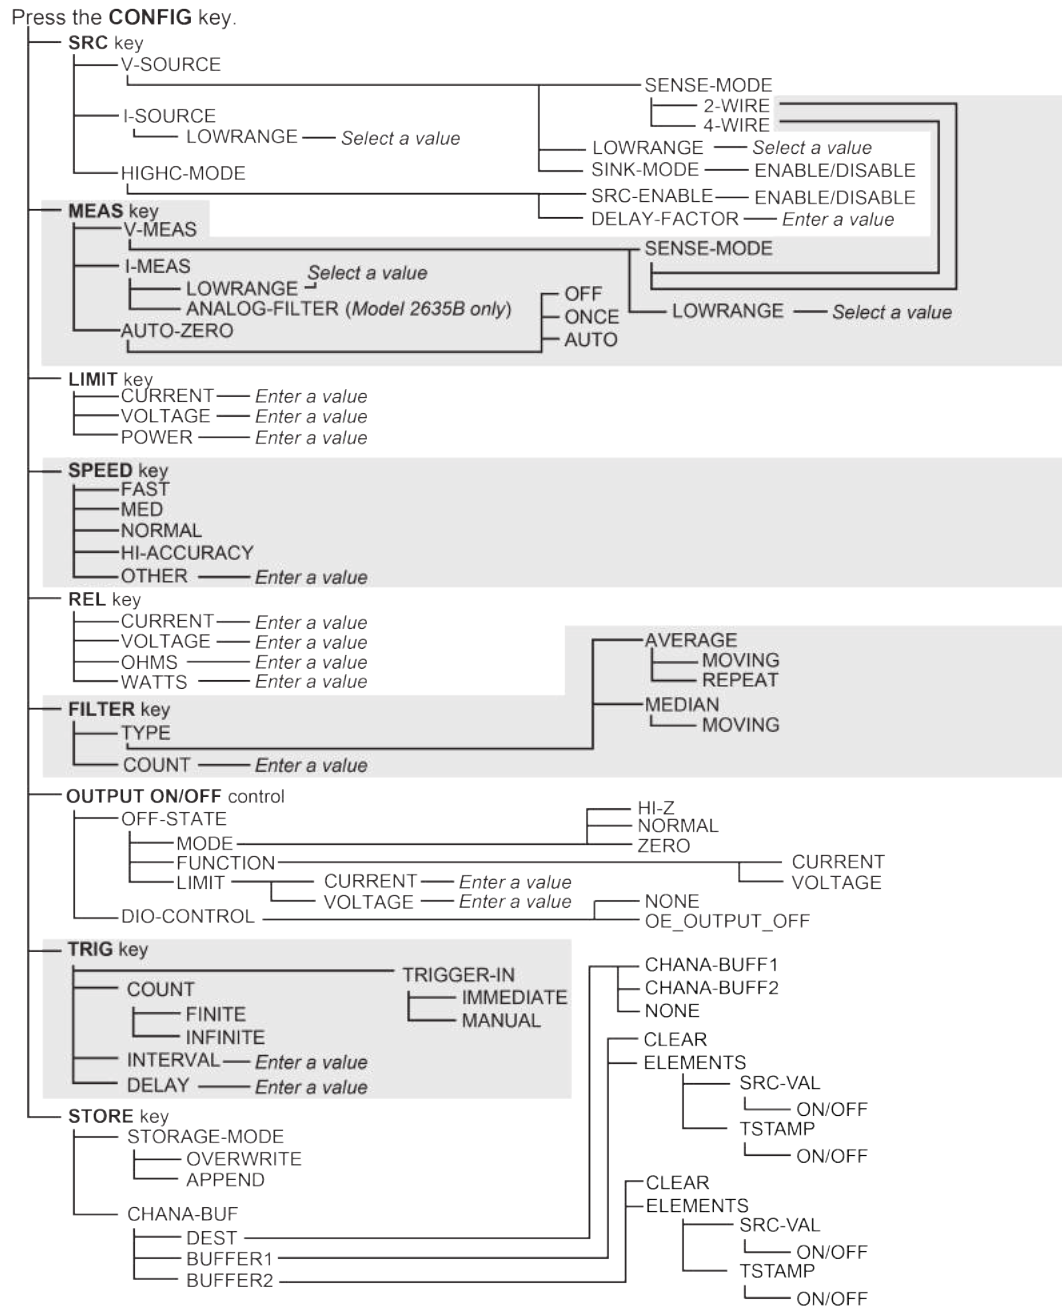 Press the CONFIG key.
SRC key
V-SOURCE
SENSE-MODE
2-WIRE
4-WIRE
I-SOURCE
LOWRANGE Select a value
LOWRANGE Select a value
SINK-MODE ENABLE/DISABLE
HIGHC-MODE
SRC-ENABLE ENABLE/DISABLE
DELAY-FACTOR Enter a value
MEAS key
V-MEAS
SENSE-MODE
LOWRANGE Select a value
I-MEAS
LOWRANGE Select a value
ANALOG-FILTER (Model 2635B only)
AUTO-ZERO
OFF
ONCE
AUTO
LIMIT key
CURRENT Enter a value
VOLTAGE Enter a value
POWER Enter a value
SPEED key
FAST
MED
NORMAL
HI-ACCURACY
OTHER Enter a value
REL key
CURRENT Enter a value
VOLTAGE Enter a value
OHMS Enter a value
WATTS Enter a value
FILTER key
TYPE
AVERAGE
MOVING
REPEAT
MEDIAN
MOVING
COUNT Enter a value
OUTPUT ON/OFF control
OFF-STATE
MODE
HI-Z
NORMAL
ZERO
FUNCTION
CURRENT
VOLTAGE
LIMIT
CURRENT Enter a value
VOLTAGE Enter a value
DIO-CONTROL
NONE
OE_OUTPUT_OFF
TRIG key
TRIGGER-IN
IMMEDIATE
MANUAL
COUNT
FINITE
INFINITE
INTERVAL Enter a value
DELAY Enter a value
STORE key
STORAGE-MODE
OVERWRITE
APPEND
CHANA-BUF
DEST
CHANA-BUFF1
CHANA-BUFF2
NONE
BUFFER1
CLEAR
ELEMENTS
SRC-VAL
ON/OFF
TSTAMP
ON/OFF
BUFFER2
CLEAR
ELEMENTS
SRC-VAL
ON/OFF
TSTAMP
ON/OFF